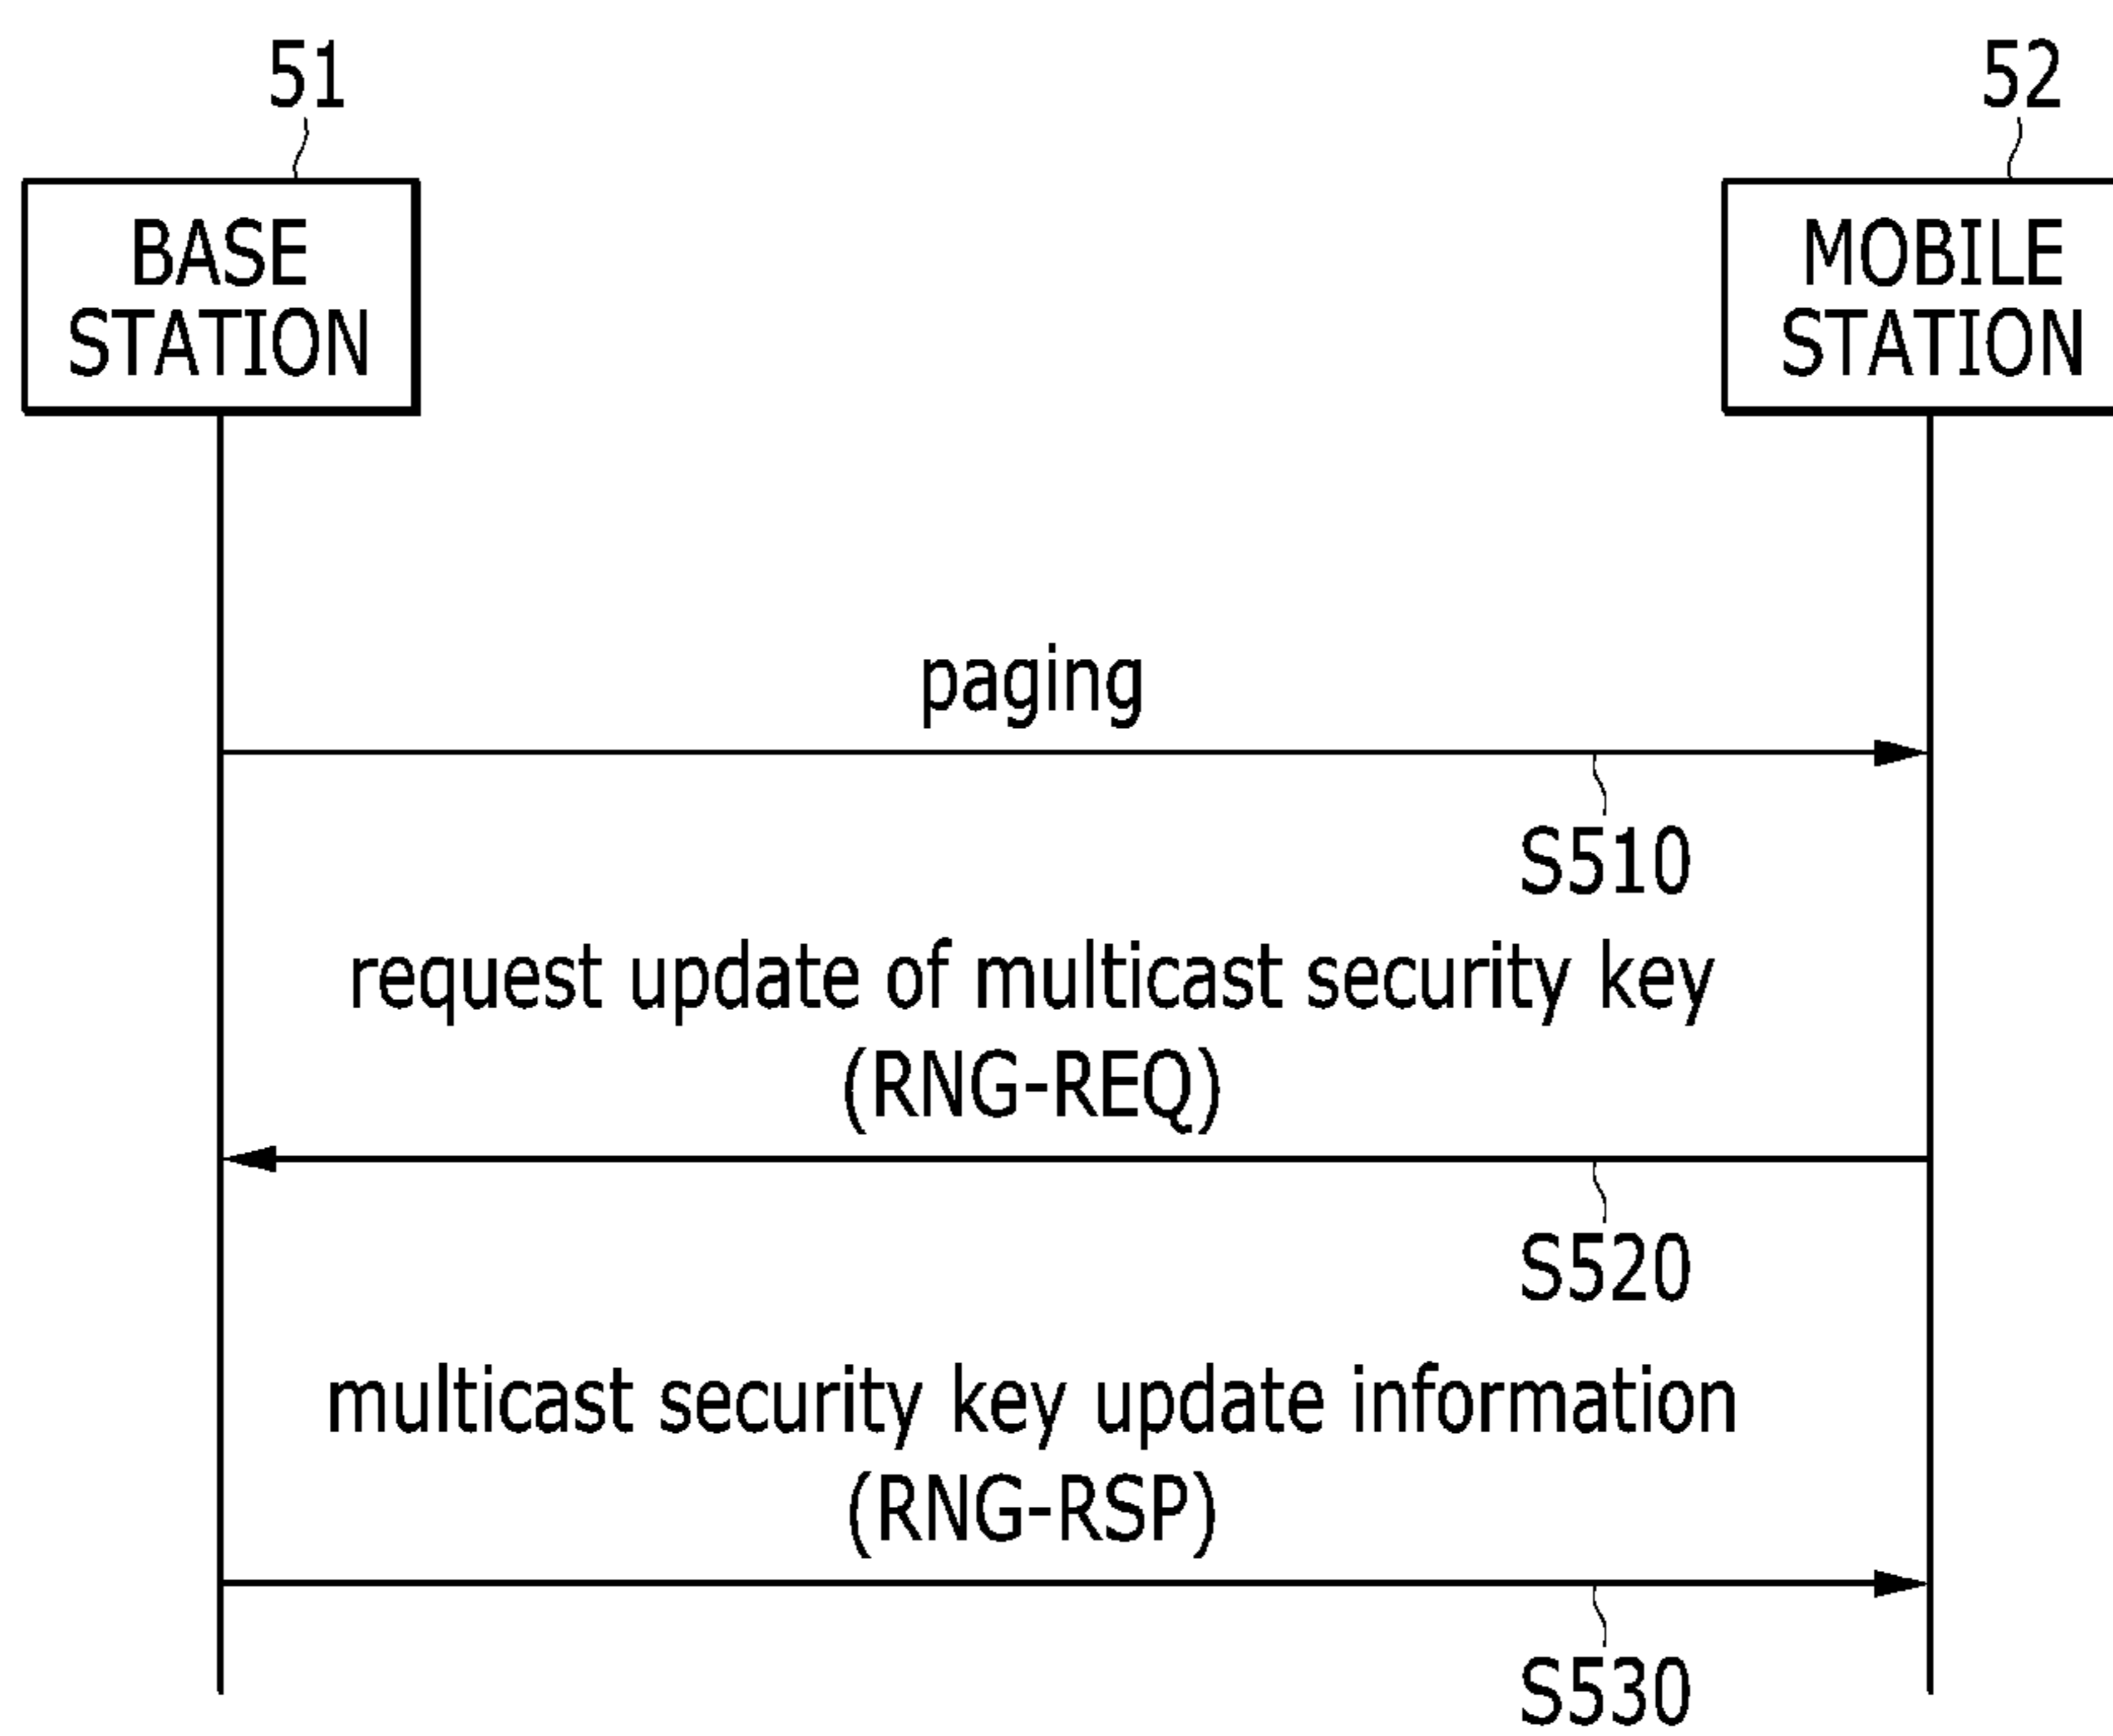 51
52
BASE
STATION
MOBILE
STATION
paging
S510
request update of multicast security key
(RNG-REQ)
S520
multicast security key update information
(RNG-RSP)
S530